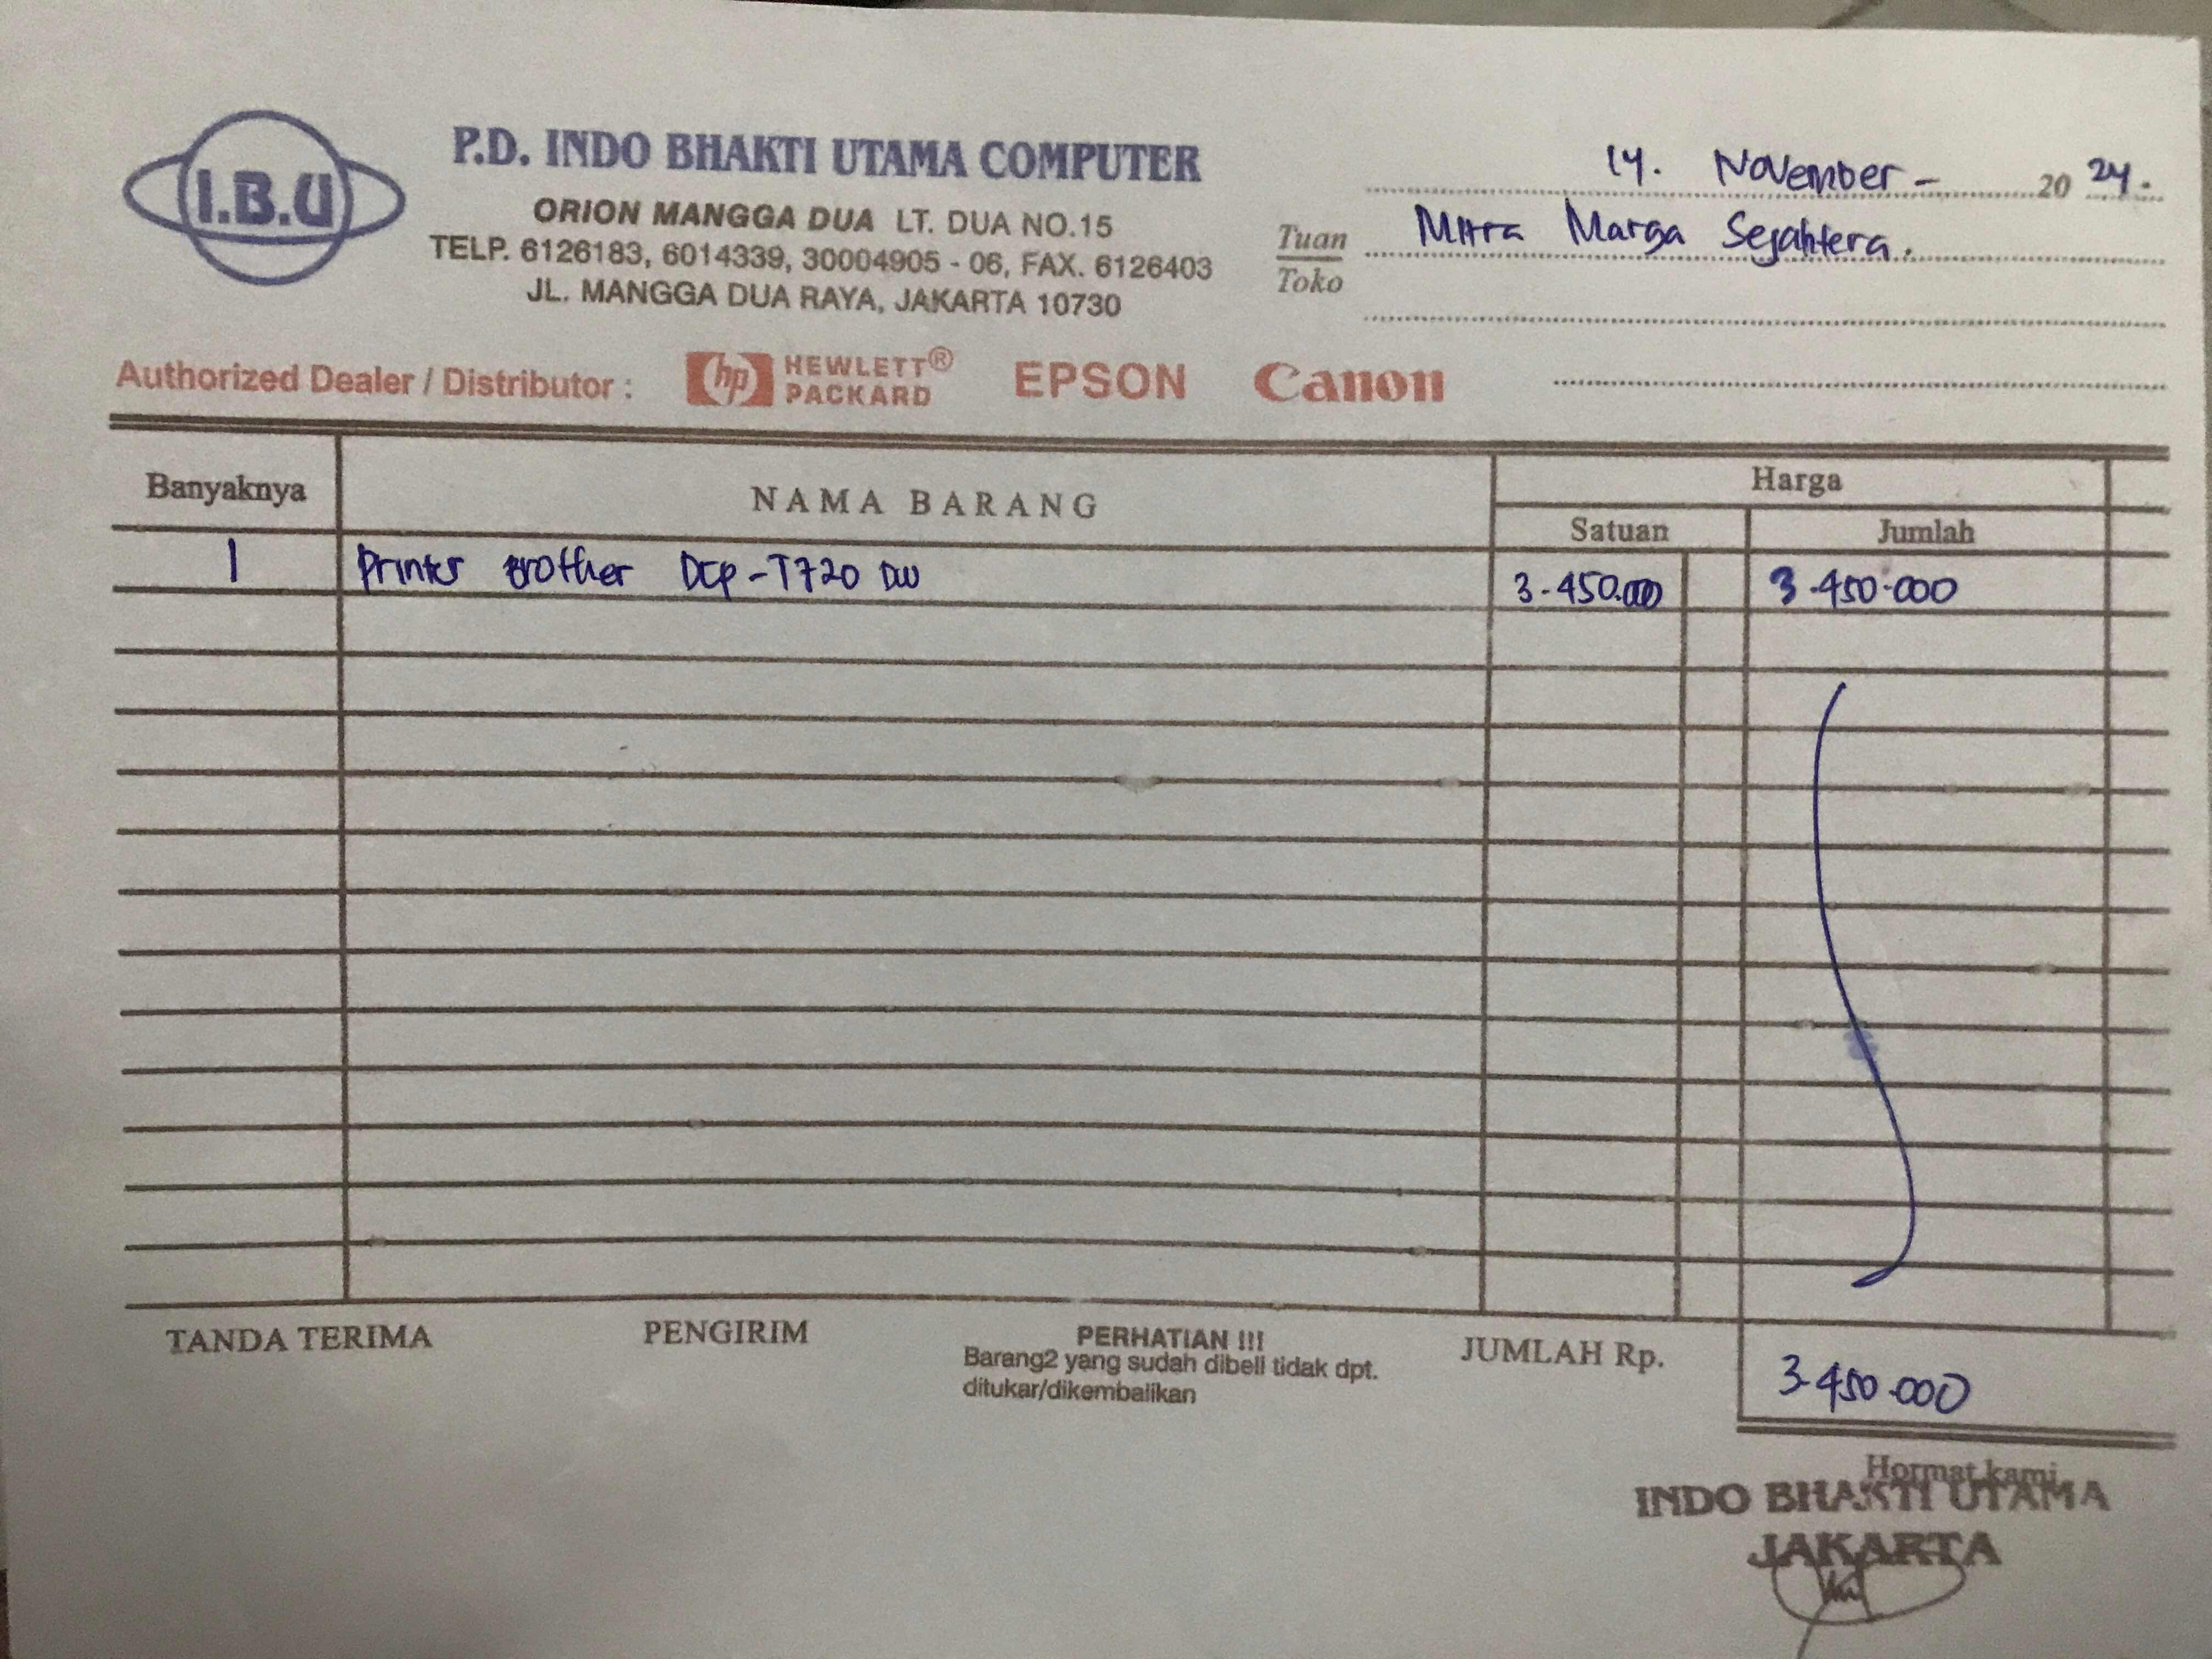 I.B.U
P.D. INDO BHAKTI UTAMA COMPUTER
ORION MANGGA DUA LT. DUA NO.15
TELP. 6126183, 6014339, 30004905 - 06, FAX. 6126403
JL. MANGGA DUA RAYA, JAKARTA 10730
14. November - 20 24.
Tuan Mitra Marga Sejahtera.
Toko
Authorized Dealer / Distributor : hp HEWLETT® PACKARD EPSON Canon
Banyaknya NAMA BARANG Harga
Satuan Jumlah
1 Printer Brother DCP-T720 DW 3.450.000 3.450.000
TANDA TERIMA PENGIRIM PERHATIAN !!! JUMLAH Rp. 3.450.000
Barang2 yang sudah dibeli tidak dpt.
ditukar/dikembalikan
Hormat kami
INDO BHAKTI UTAMA
JAKARTA